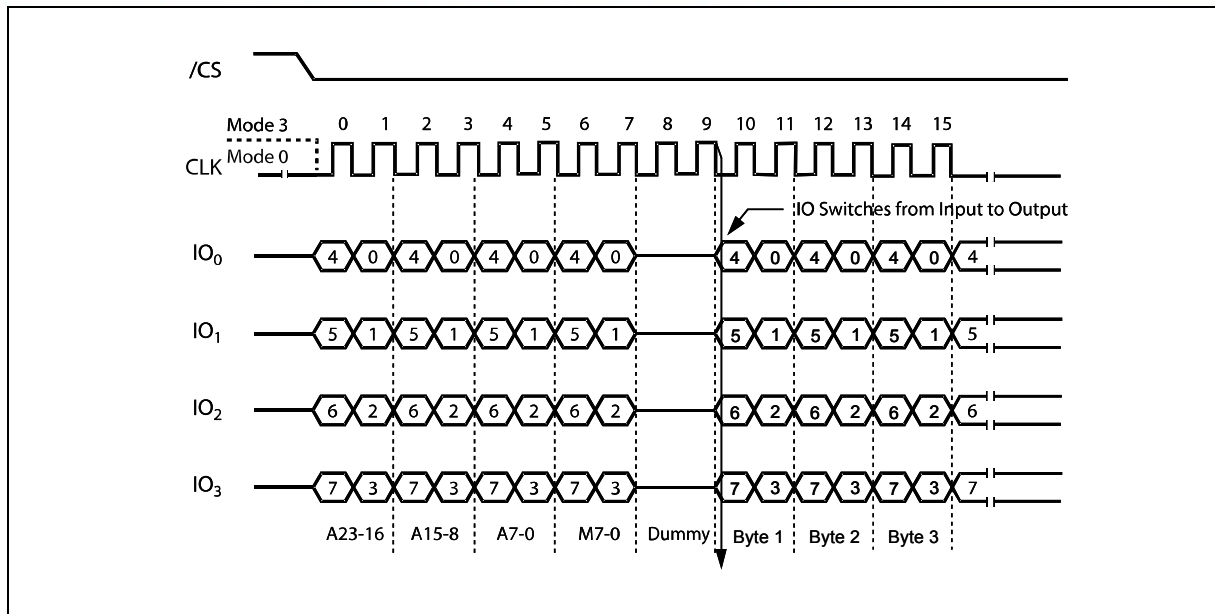 /CS
Mode 3
0 1 2 3 4 5 6 7 8 9 10 11 12 13 14 15
Mode 0
CLK
IO Switches from Input to Output
IO0 4 0 4 0 4 0 4 0 4 0 4 0 4 0 4
IO1 5 1 5 1 5 1 5 1 5 1 5 1 5 1 5
IO2 6 2 6 2 6 2 6 2 6 2 6 2 6 2 6
IO3 7 3 7 3 7 3 7 3 7 3 7 3 7 3 7
A23-16 A15-8 A7-0 M7-0 Dummy Byte 1 Byte 2 Byte 3